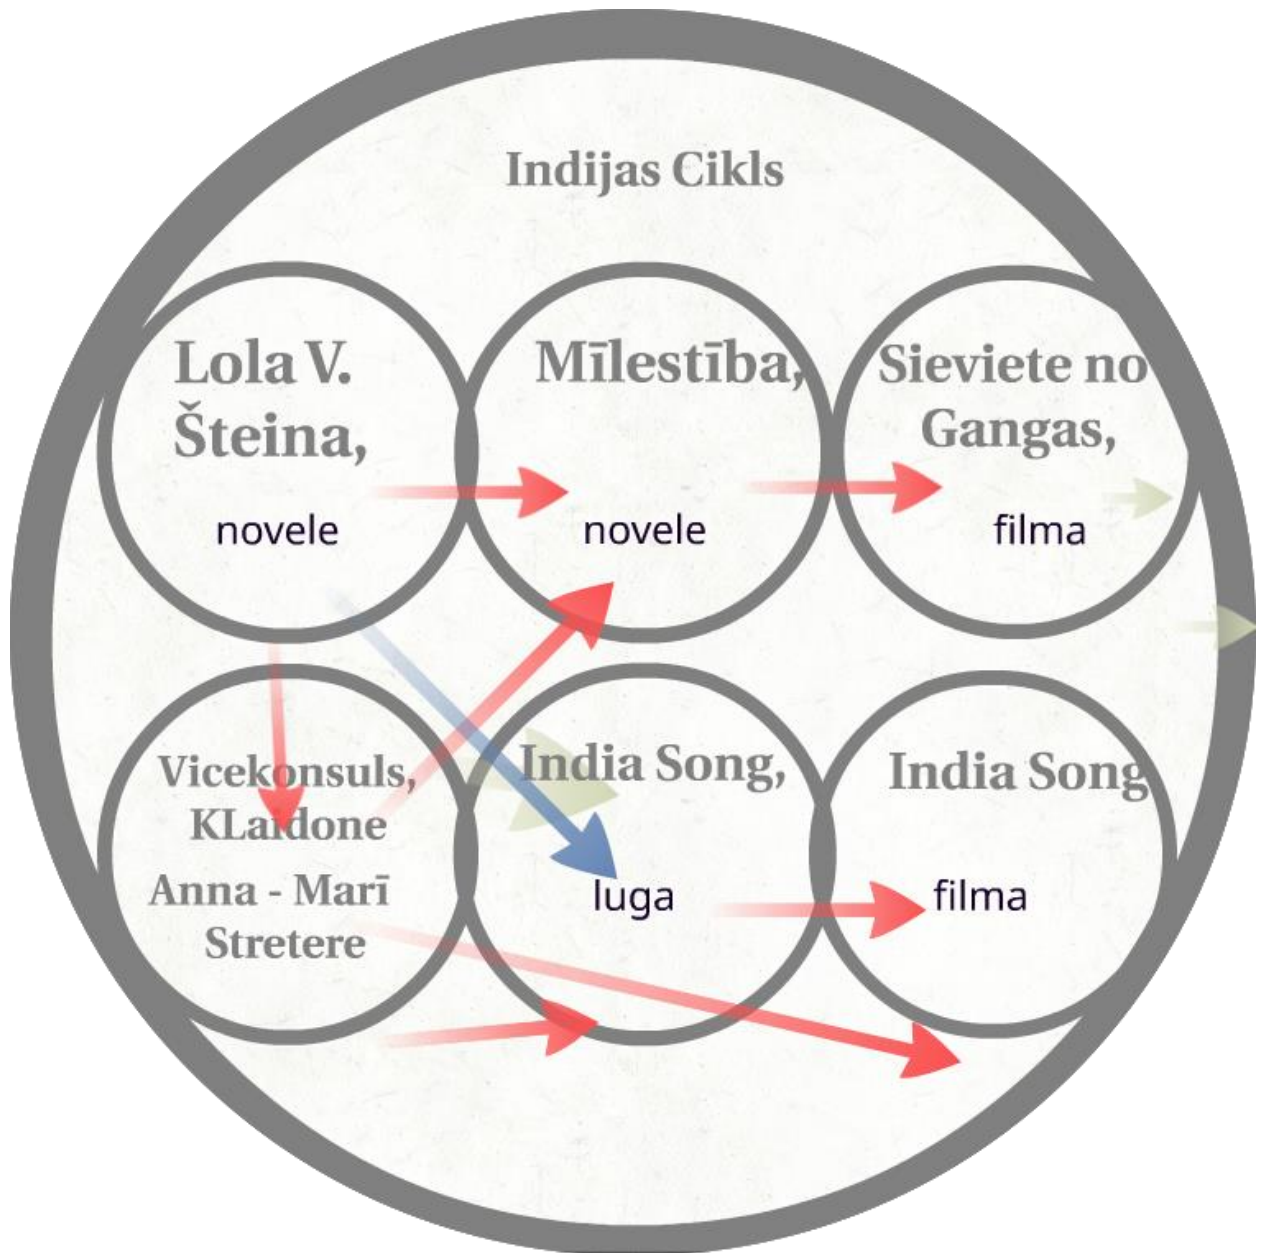 Indijas Cikls
Lola V.
Šteina,
novele
Mīlestība,
novele
Sieviete no
Gangas,
filma
Vicekonsuls,
KLaidone
Anna - Marī
Stretere
India Song,
luga
India Song
filma